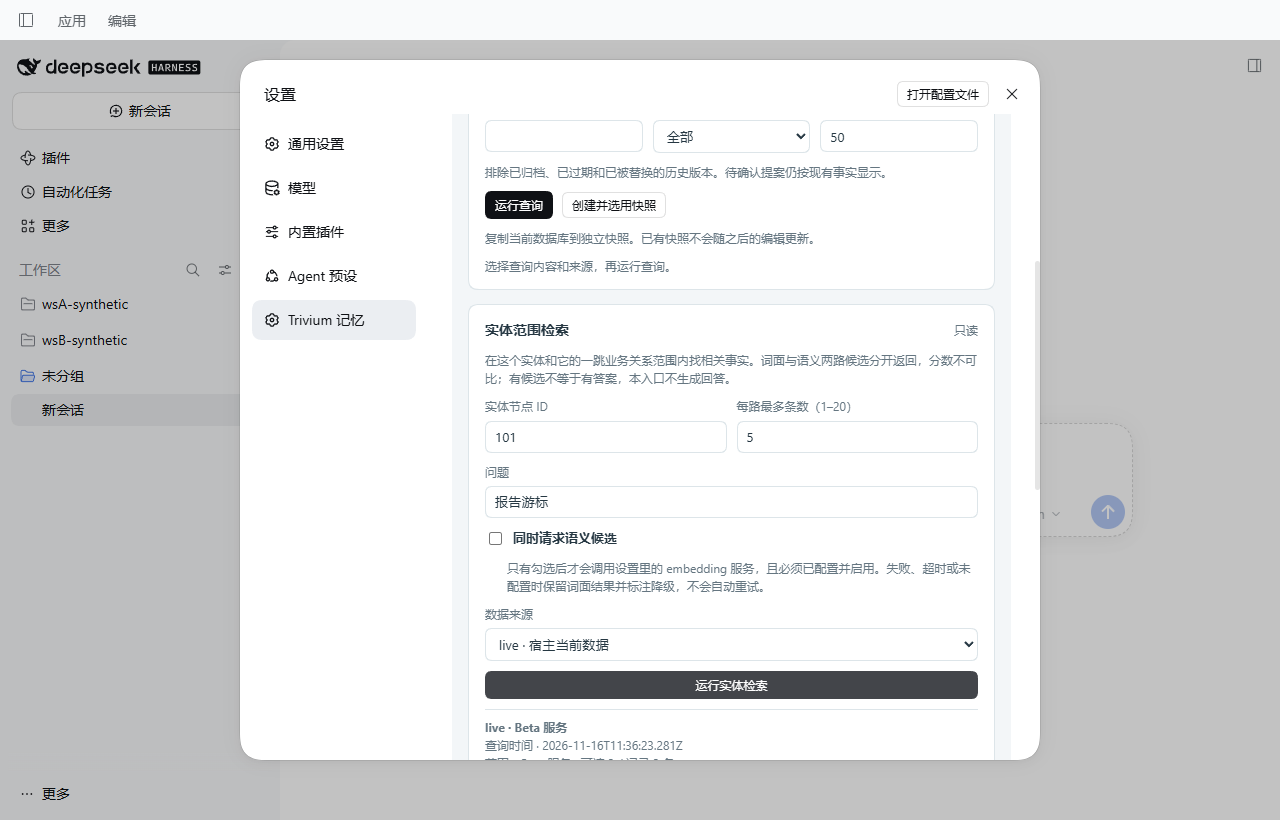 应用
编辑
deepseek HARNESS
新会话
插件
自动化任务
更多
工作区
wsA-synthetic
wsB-synthetic
未分组
新会话
更多
设置
打开配置文件
通用设置
模型
内置插件
Agent 预设
Trivium 记忆
全部
50
排除已归档、已过期和已被替换的历史版本。待确认提案仍按现有事实显示。
运行查询
创建并选用快照
复制当前数据库到独立快照。已有快照不会随之后的编辑更新。
选择查询内容和来源，再运行查询。
实体范围检索
只读
在这个实体和它的一跳业务关系范围内找相关事实。词面与语义两路候选分开返回，分数不可
比；有候选不等于有答案，本入口不生成回答。
实体节点 ID
每路最多条数（1–20）
101
5
问题
报告游标
同时请求语义候选
只有勾选后才会调用设置里的 embedding 服务，且必须已配置并启用。失败、超时或未
配置时保留词面结果并标注降级，不会自动重试。
数据来源
live · 宿主当前数据
运行实体检索
live · Beta 服务
查询时间 · 2026-11-16T11:36:23.281Z